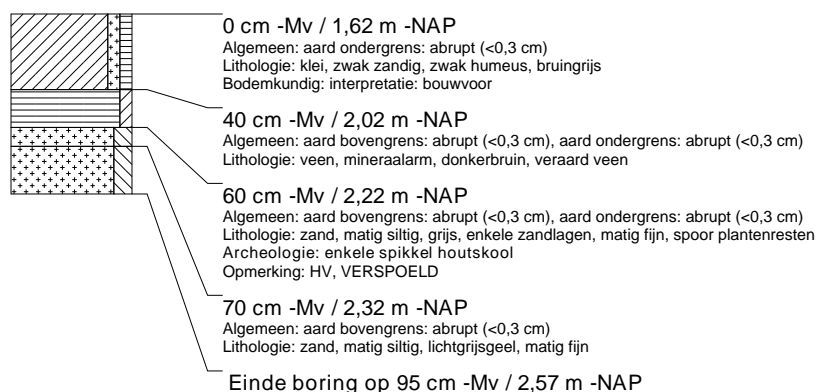 0 cm -Mv / 1,62 m -NAP
Algemeen: aard ondergrens: abrupt (<0,3 cm)
Lithologie: klei, zwak zandig, zwak humeus, bruingrijs
Bodemkundig: interpretatie: bouwvoor
40 cm -Mv / 2,02 m -NAP
Algemeen: aard bovengrens: abrupt (<0,3 cm), aard ondergrens: abrupt (<0,3 cm)
Lithologie: veen, mineraalarm, donkerbruin, veraard veen
60 cm -Mv / 2,22 m -NAP
Algemeen: aard bovengrens: abrupt (<0,3 cm), aard ondergrens: abrupt (<0,3 cm)
Lithologie: zand, matig siltig, grijs, enkele zandlagen, matig fijn, spoor plantenresten
Archeologie: enkele spikkel houtskool
Opmerking: HV, VERSPOELD
70 cm -Mv / 2,32 m -NAP
Algemeen: aard bovengrens: abrupt (<0,3 cm)
Lithologie: zand, matig siltig, lichtgrijsgeel, matig fijn
Einde boring op 95 cm -Mv / 2,57 m -NAP